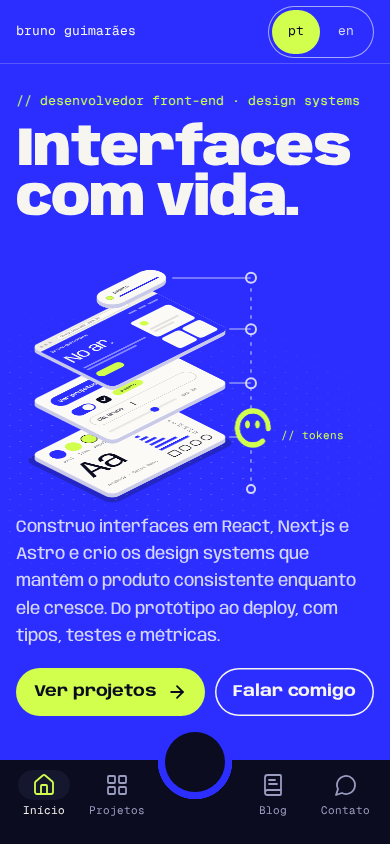 bruno guimarães
pt
en
// desenvolvedor front-end · design systems
Interfaces
com vida.
No ar.
Aa
// tokens
Construo interfaces em React, Next.js e
Astro e crio os design systems que
mantêm o produto consistente enquanto
ele cresce. Do protótipo ao deploy, com
tipos, testes e métricas.
Ver projetos →
Falar comigo
Início
Projetos
Blog
Contato